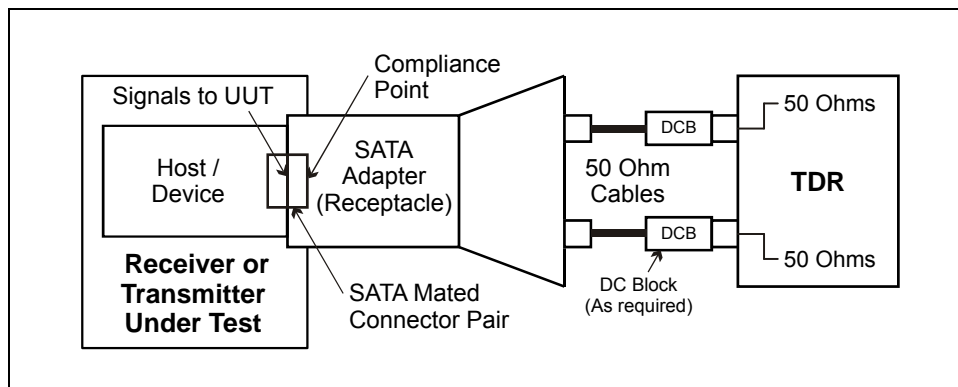 Signals to UUT
Compliance
Point
Host /
Device
SATA
Adapter
(Receptacle)
Receiver or
Transmitter
Under Test
SATA Mated
Connector Pair
50 Ohm
Cables
DCB
DCB
DC Block
(As required)
50 Ohms
TDR
50 Ohms